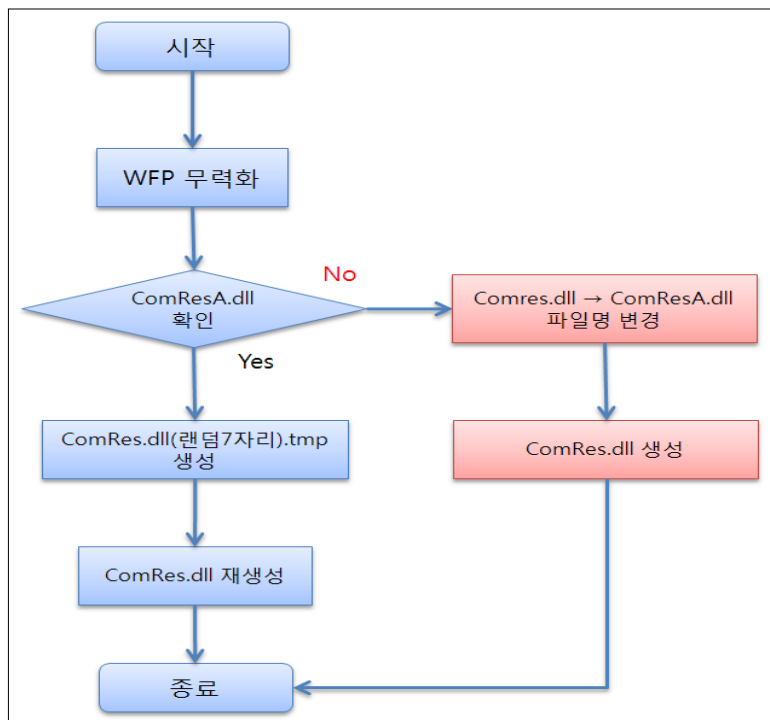 시작
WFP 무력화
ComResA.dll
확인
No
Yes
Comres.dll → ComResA.dll
파일명 변경
ComRes.dll(랜덤7자리).tmp
생성
ComRes.dll 생성
ComRes.dll 재생성
종료